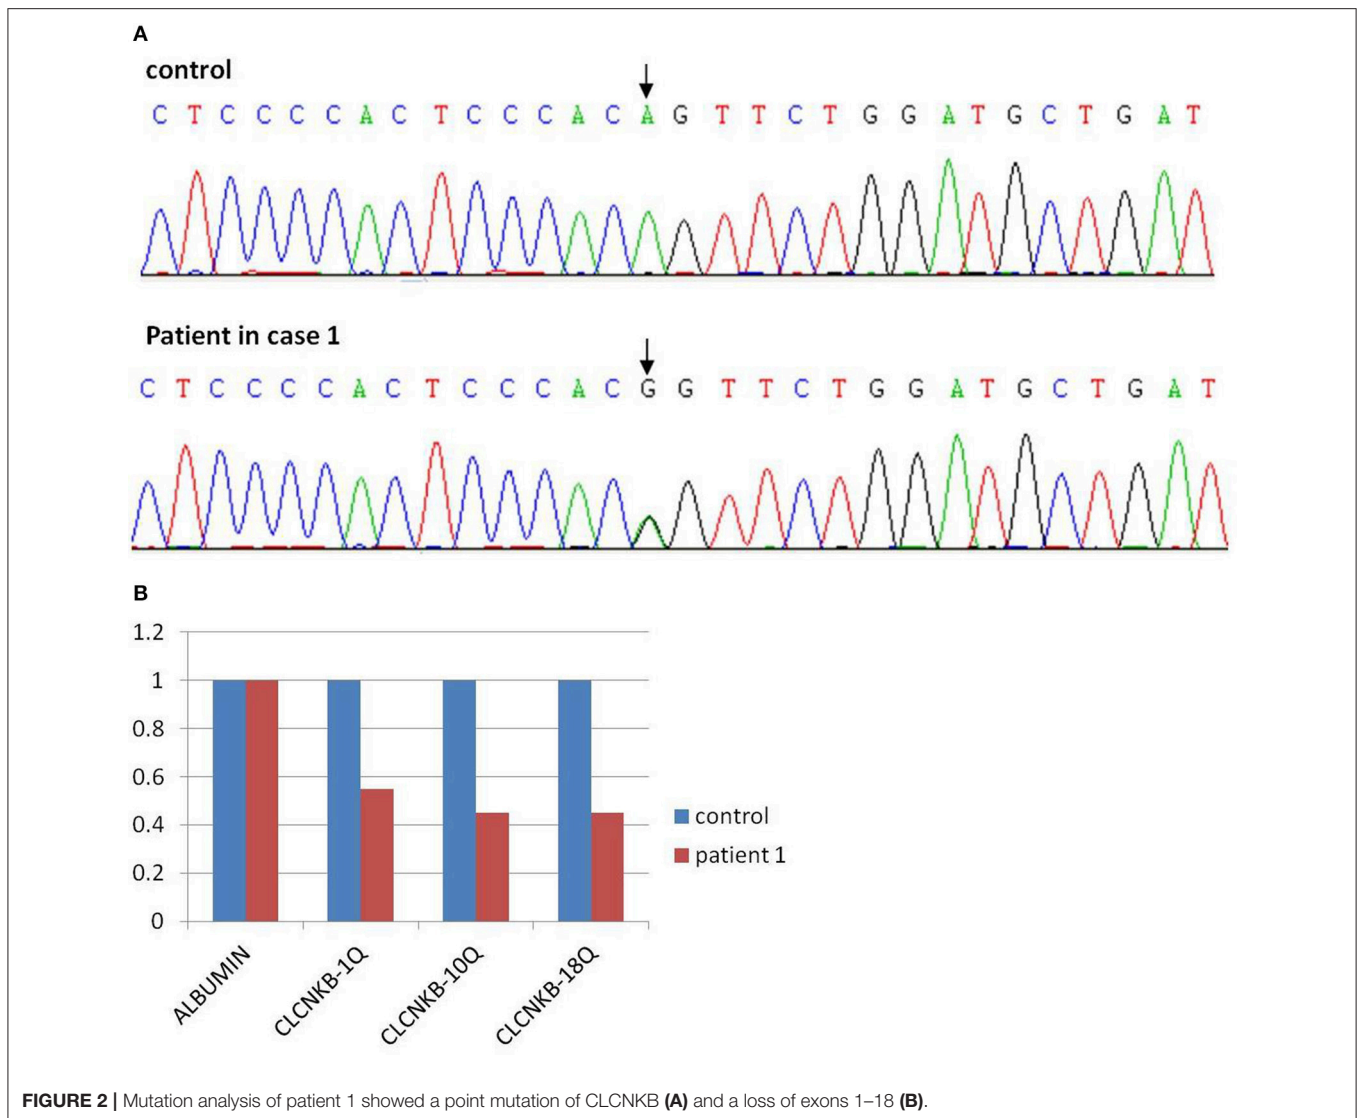 A
control
C T C C C C A C T C C C A C A G T T C T G G A T G C T G A T
Patient in case 1
C T C C C C A C T C C C A C G G T T C T G G A T G C T G A T
B
1.2
1
0.8
0.6
0.4
0.2
0
ALBUMIN
CLCNKB-1Q
CLCNKB-10Q
CLCNKB-18Q
control
patient 1
FIGURE 2 | Mutation analysis of patient 1 showed a point mutation of CLCNKB (A) and a loss of exons 1–18 (B).